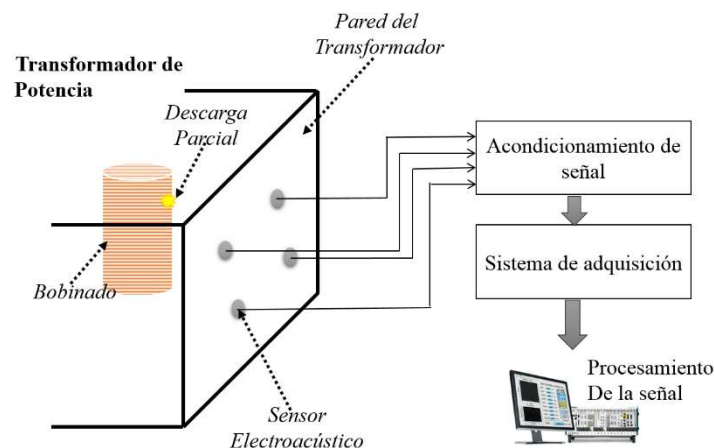 Pared del
Transformador
Transformador de
Potencia
Descarga
Parcial
Acondicionamiento de
señal
Sistema de adquisición
Bobinado
Procesamiento
De la señal
Sensor
Electroacústico